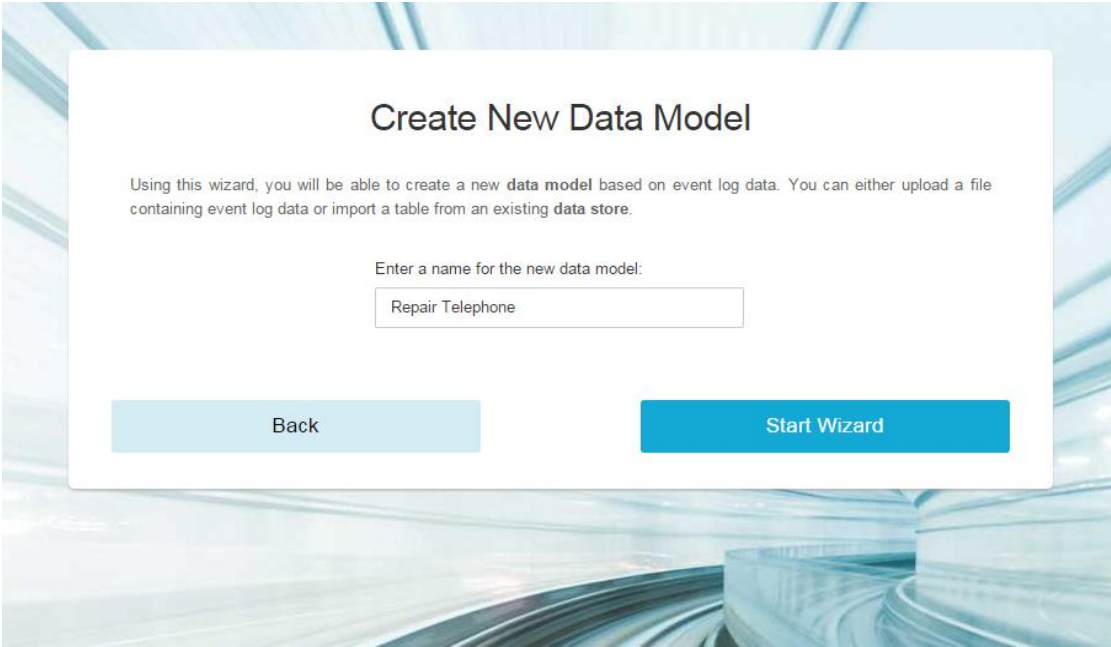 Create New Data Model
Using this wizard, you will be able to create a new data model based on event log data. You can either upload a file
containing event log data or import a table from an existing data store.
Enter a name for the new data model:
Repair Telephone
Back
Start Wizard